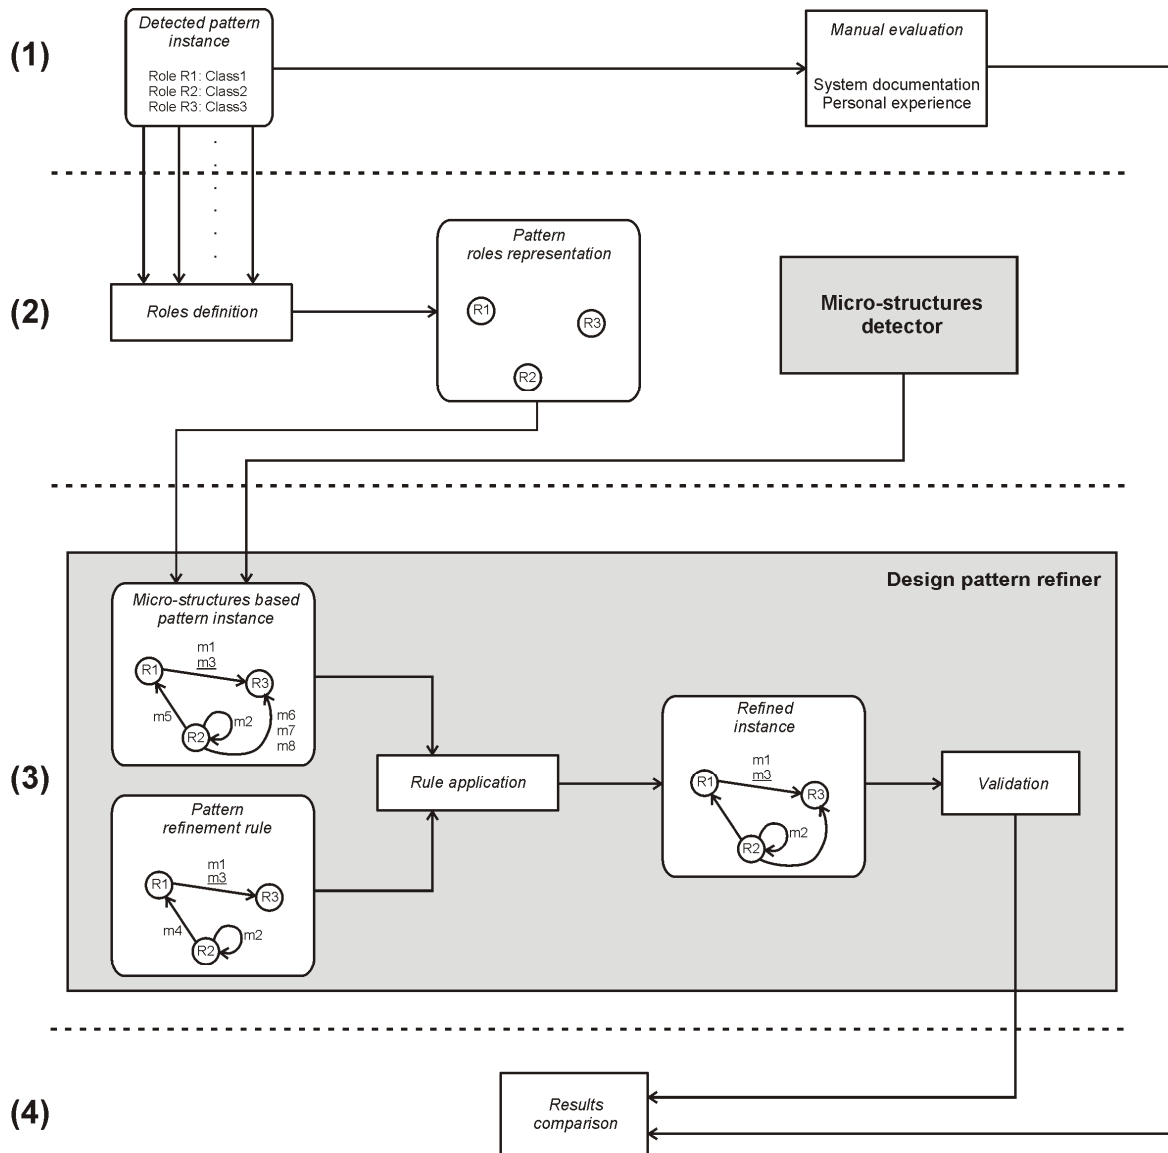 (1)
Detected pattern
instance
Role R1: Class1
Role R2: Class2
Role R3: Class3
Manual evaluation
System documentation
Personal experience
(2)
Roles definition
Pattern
roles representation
R1
R3
R2
Micro-structures
detector
(3)
Design pattern refiner
Micro-structures based
pattern instance
m1
m3
R1
R3
m5
m2
R2
m6
m7
m8
Pattern
refinement rule
m1
m3
R1
R3
m4
m2
R2
Rule application
Refined
instance
m1
m3
R1
R3
m2
R2
Validation
(4)
Results
comparison